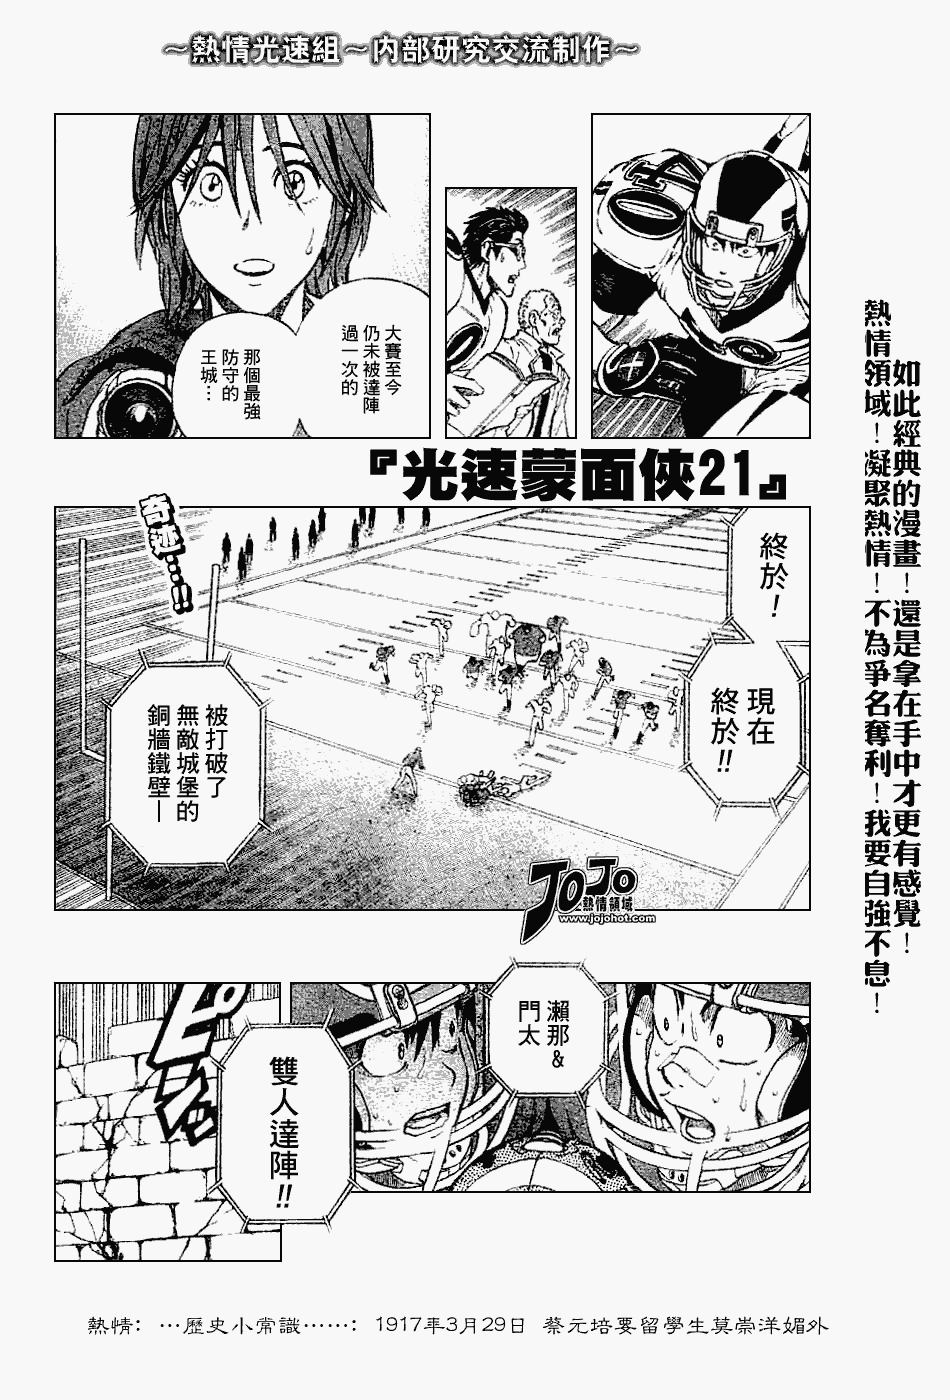 ～熱情光速組～内部研究交流制作～
大賽至今
仍未被達陣
過一次的
那個最強
防守的
王城…
『光速蒙面俠21』
奇迹……!!
終於！
現在
終於!!
被打破了
無敵城堡的
銅牆鐵壁—
JOJO
熱情領域
www.jojohot.com
瀨那&
門太
雙人達陣!!
如此經典的漫畫！還是拿在手中才更有感覺！
熱情領域！凝聚熱情！不為爭名奪利！我要自強不息！
熱情：…歷史小常識……：1917年3月29日 蔡元培要留學生莫崇洋媚外